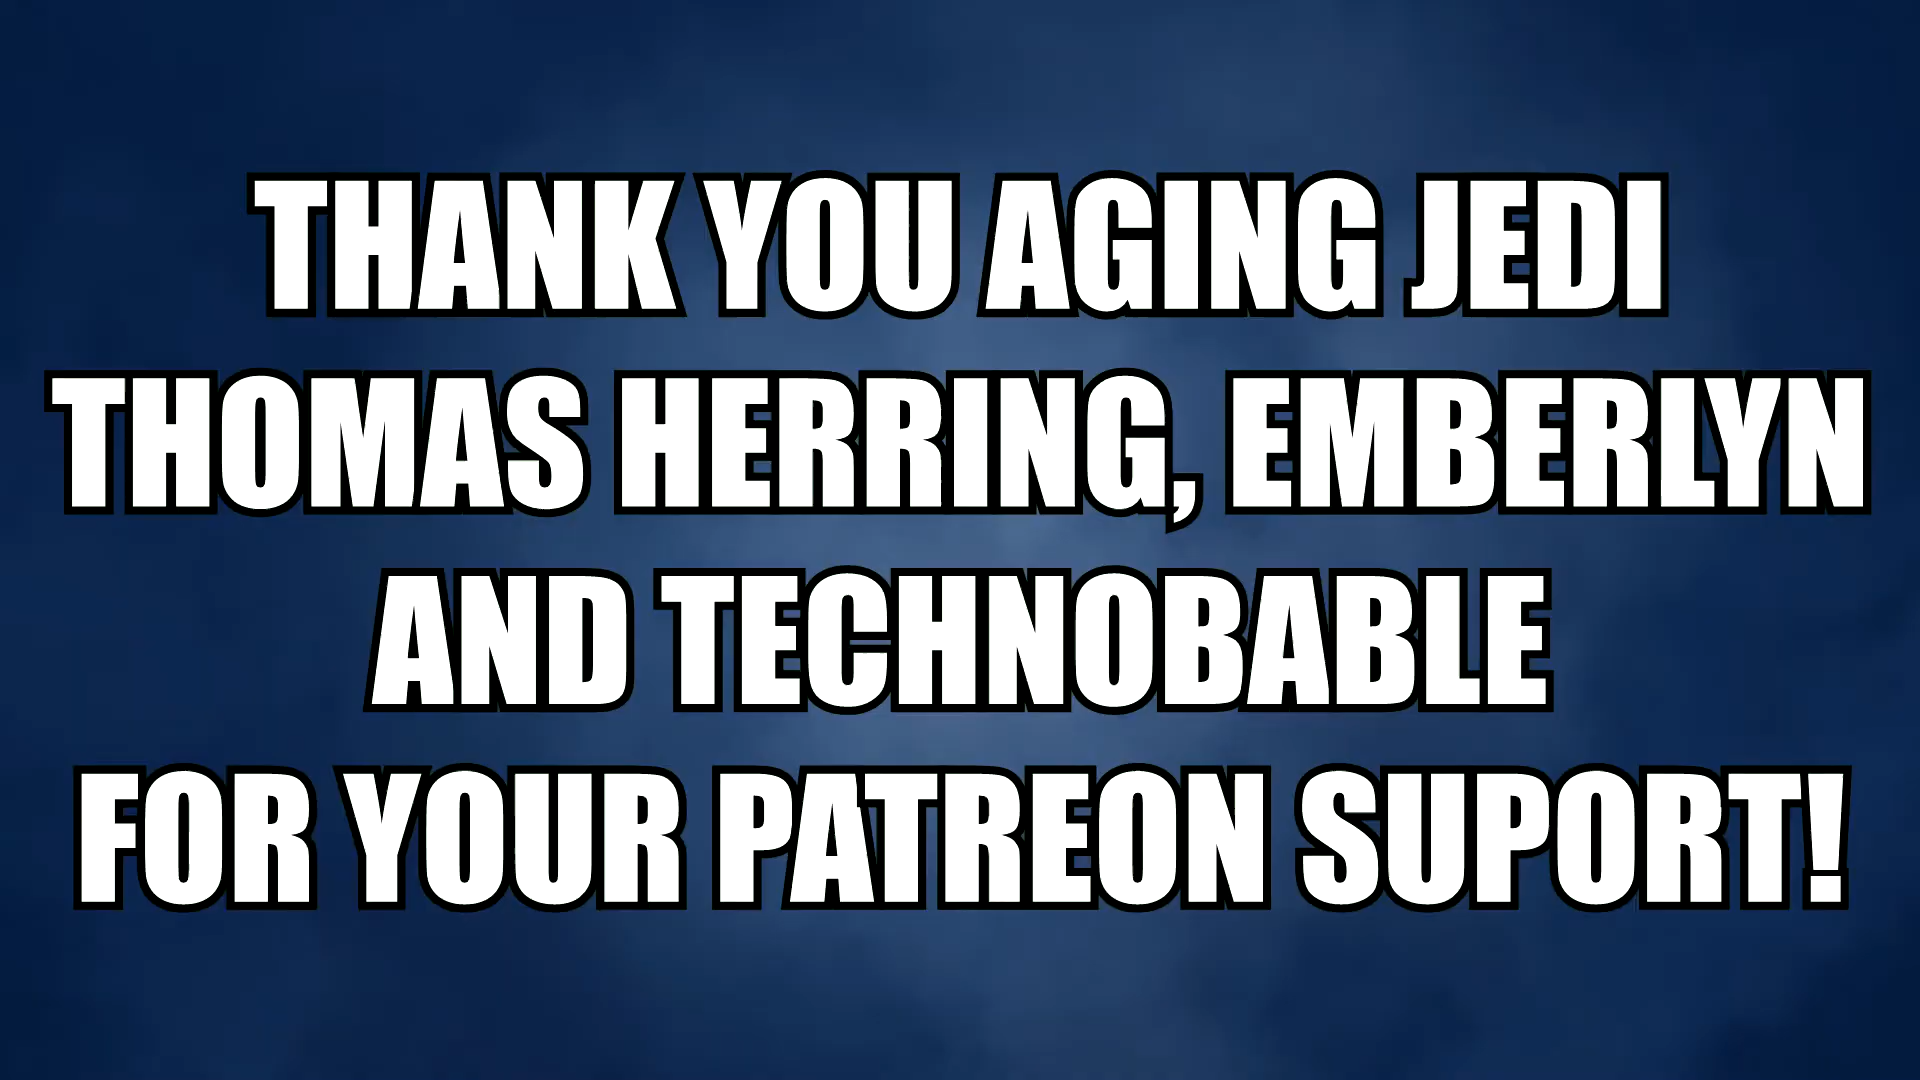 THANK YOU AGING JEDI
THOMAS HERRING, EMBERLYN
AND TECHNOBABLE
FOR YOUR PATREON SUPORT!